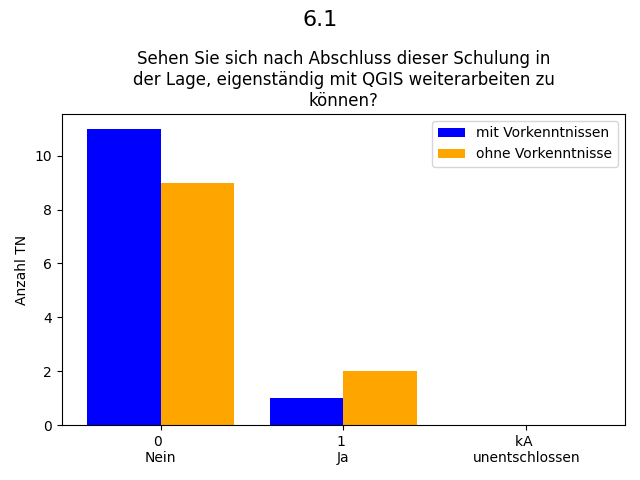 6.1
Sehen Sie sich nach Abschluss dieser Schulung in
der Lage, eigenständig mit QGIS weiterarbeiten zu
können?
mit Vorkenntnissen
ohne Vorkenntnisse
Anzahl TN
10
8
6
4
2
0
0
Nein
1
Ja
kA
unentschlossen